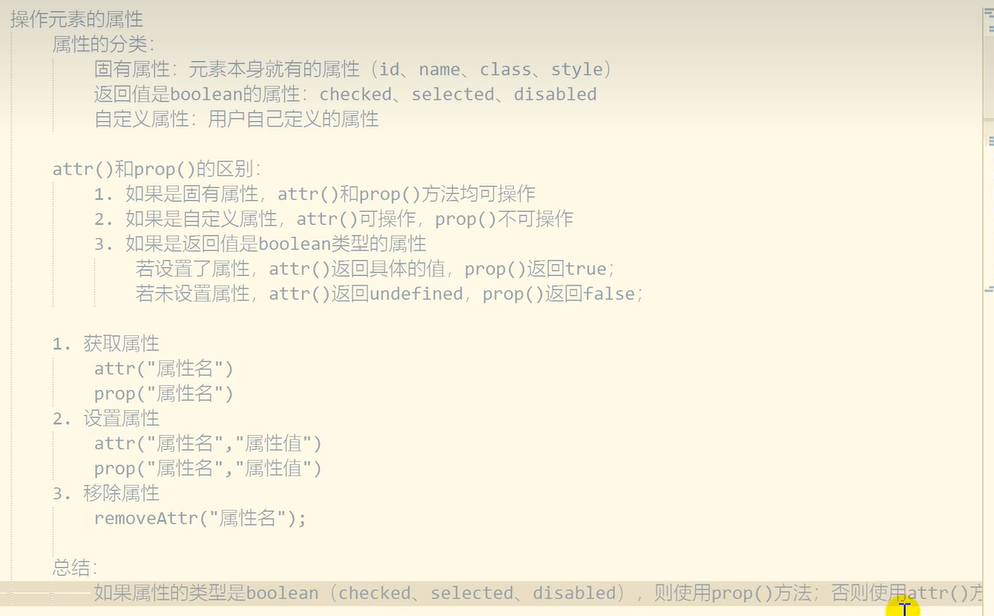 操作元素的属性
属性的分类：
固有属性：元素本身就有的属性（id、name、class、style）
返回值是boolean的属性：checked、selected、disabled
自定义属性：用户自己定义的属性
attr()和prop()的区别：
1. 如果是固有属性，attr()和prop()方法均可操作
2. 如果是自定义属性，attr()可操作，prop()不可操作
3. 如果是返回值是boolean类型的属性
若设置了属性，attr()返回具体的值，prop()返回true；
若未设置属性，attr()返回undefined，prop()返回false；
1. 获取属性
attr("属性名")
prop("属性名")
2. 设置属性
attr("属性名","属性值")
prop("属性名","属性值")
3. 移除属性
removeAttr("属性名");
总结：
如果属性的类型是boolean（checked、selected、disabled），则使用prop()方法；否则使用attr()方